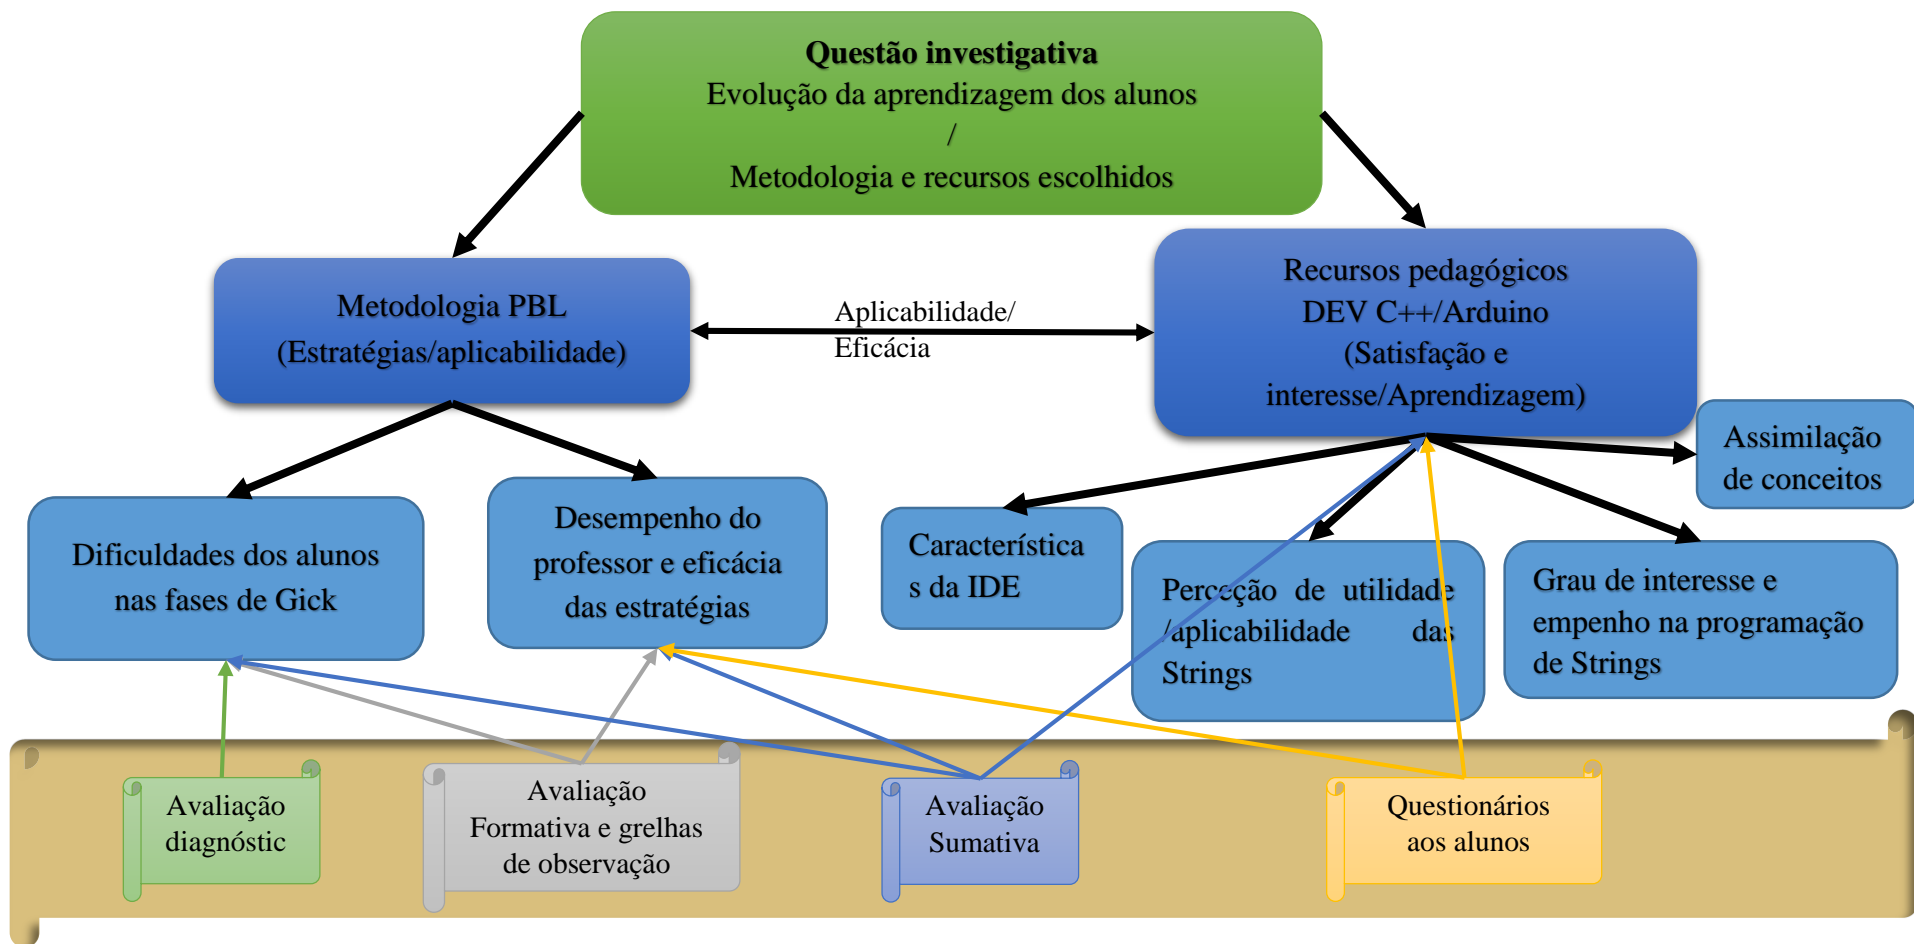 Questão investigativa
Evolução da aprendizagem dos alunos
/
Metodologia e recursos escolhidos
Metodologia PBL
(Estratégias/aplicabilidade)
Aplicabilidade/
Eficácia
Recursos pedagógicos
DEV C++/Arduino
(Satisfação e
interesse/Aprendizagem)
Assimilação
de conceitos
Dificuldades dos alunos
nas fases de Gick
Desempenho do
professor e eficácia
das estratégias
Característica
s da IDE
Perceção de utilidade
/aplicabilidade das
Strings
Grau de interesse e
empenho na programação
de Strings
Avaliação
diagnóstic
Avaliação
Formativa e grelhas
de observação
Avaliação
Sumativa
Questionários
aos alunos